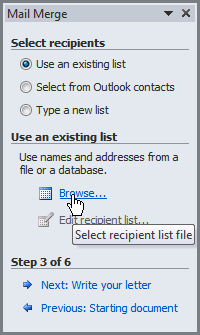 Mail Merge
Select recipients
Use an existing list
Select from Outlook contacts
Type a new list
Use an existing list
Use names and addresses from a
file or a database.
Browse...
Edit recipient list...
Select recipient list file
Step 3 of 6
Next: Write your letter
Previous: Starting document